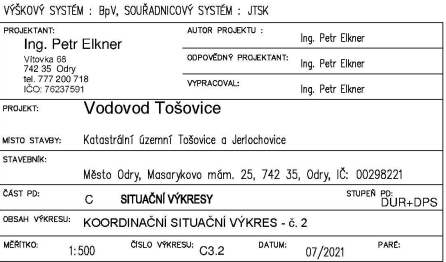 VÝŠKOVÝ SYSTÉM : BpV, SOUŘADNICOVÝ SYSTÉM : JTSK
PROJEKTANT:
Ing. Petr Elkner
Vítovka 68
742 35 Odry
tel. 777 200 718
IČO: 76237591
AUTOR PROJEKTU : Ing. Petr Elkner
ODPOVĚDNÝ PROJEKTANT: Ing. Petr Elkner
VYPRACOVAL: Ing. Petr Elkner
PROJEKT: Vodovod Tošovice
MÍSTO STAVBY: Katastrální územní Tošovice a Jerlochovice
STAVEBNÍK:
Město Odry, Masarykovo mám. 25, 742 35, Odry, IČ: 00298221
ČÁST PD: C SITUAČNÍ VÝKRESY STUPEŇ PD: DUR+DPS
OBSAH VÝKRESU: KOORDINAČNÍ SITUAČNÍ VÝKRES - č. 2
MĚŘÍTKO: 1:500 ČÍSLO VÝKRESU: C3.2 DATUM: 07/2021 PARÉ: